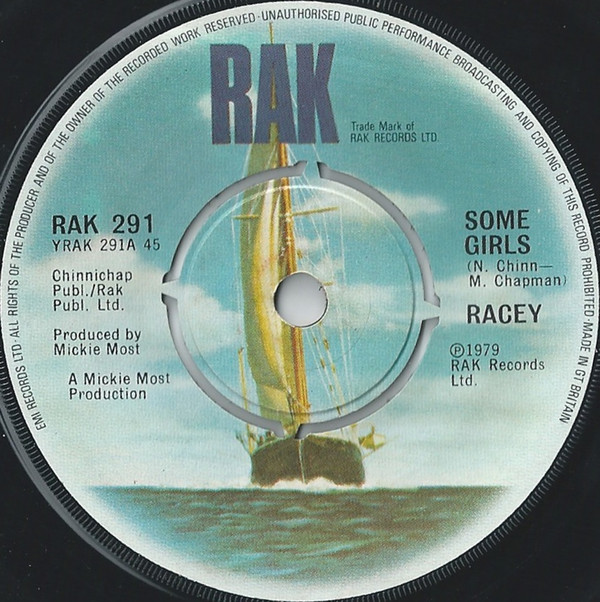 EMI RECORDS LTD · ALL RIGHTS OF THE PRODUCER AND OF THE OWNER OF THE RECORDED WORK RESERVED · UNAUTHORISED PUBLIC PERFORMANCE BROADCASTING AND COPYING OF THIS RECORD PROHIBITED · MADE IN GT BRITAIN
RAK
Trade Mark of
RAK RECORDS LTD.
RAK 291
YRAK 291A 45
Chinnichap
Publ./Rak
Publ. Ltd.
Produced by
Mickie Most
A Mickie Most
Production
SOME
GIRLS
(N. Chinn—
M. Chapman)
RACEY
℗1979
RAK Records
Ltd.